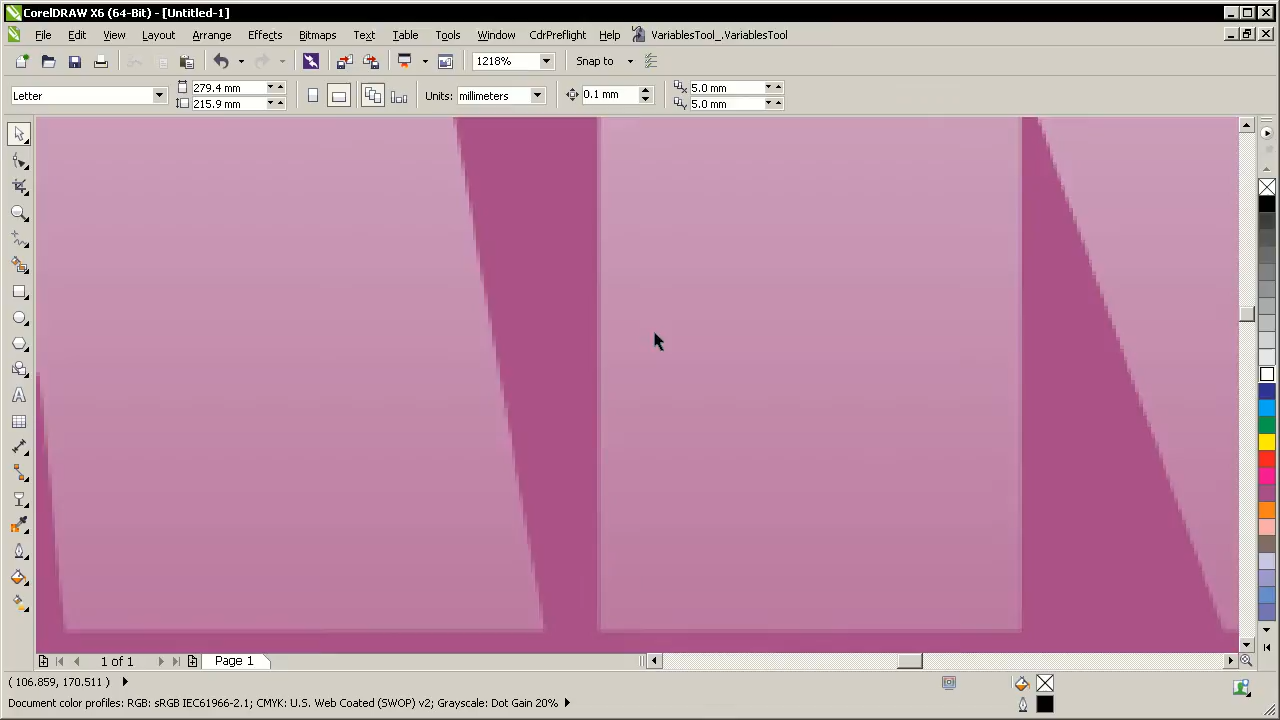 CorelDRAW X6 (64-Bit) - [Untitled-1]
File Edit View Layout Arrange Effects Bitmaps Text Table Tools Window CdrPreflight Help VariablesTool_.VariablesTool
1218% Snap to
Letter 279.4 mm 215.9 mm Units: millimeters 0.1 mm 5.0 mm 5.0 mm
1 of 1 Page 1
( 106.859, 170.511 )
Document color profiles: RGB: sRGB IEC61966-2.1; CMYK: U.S. Web Coated (SWOP) v2; Grayscale: Dot Gain 20%